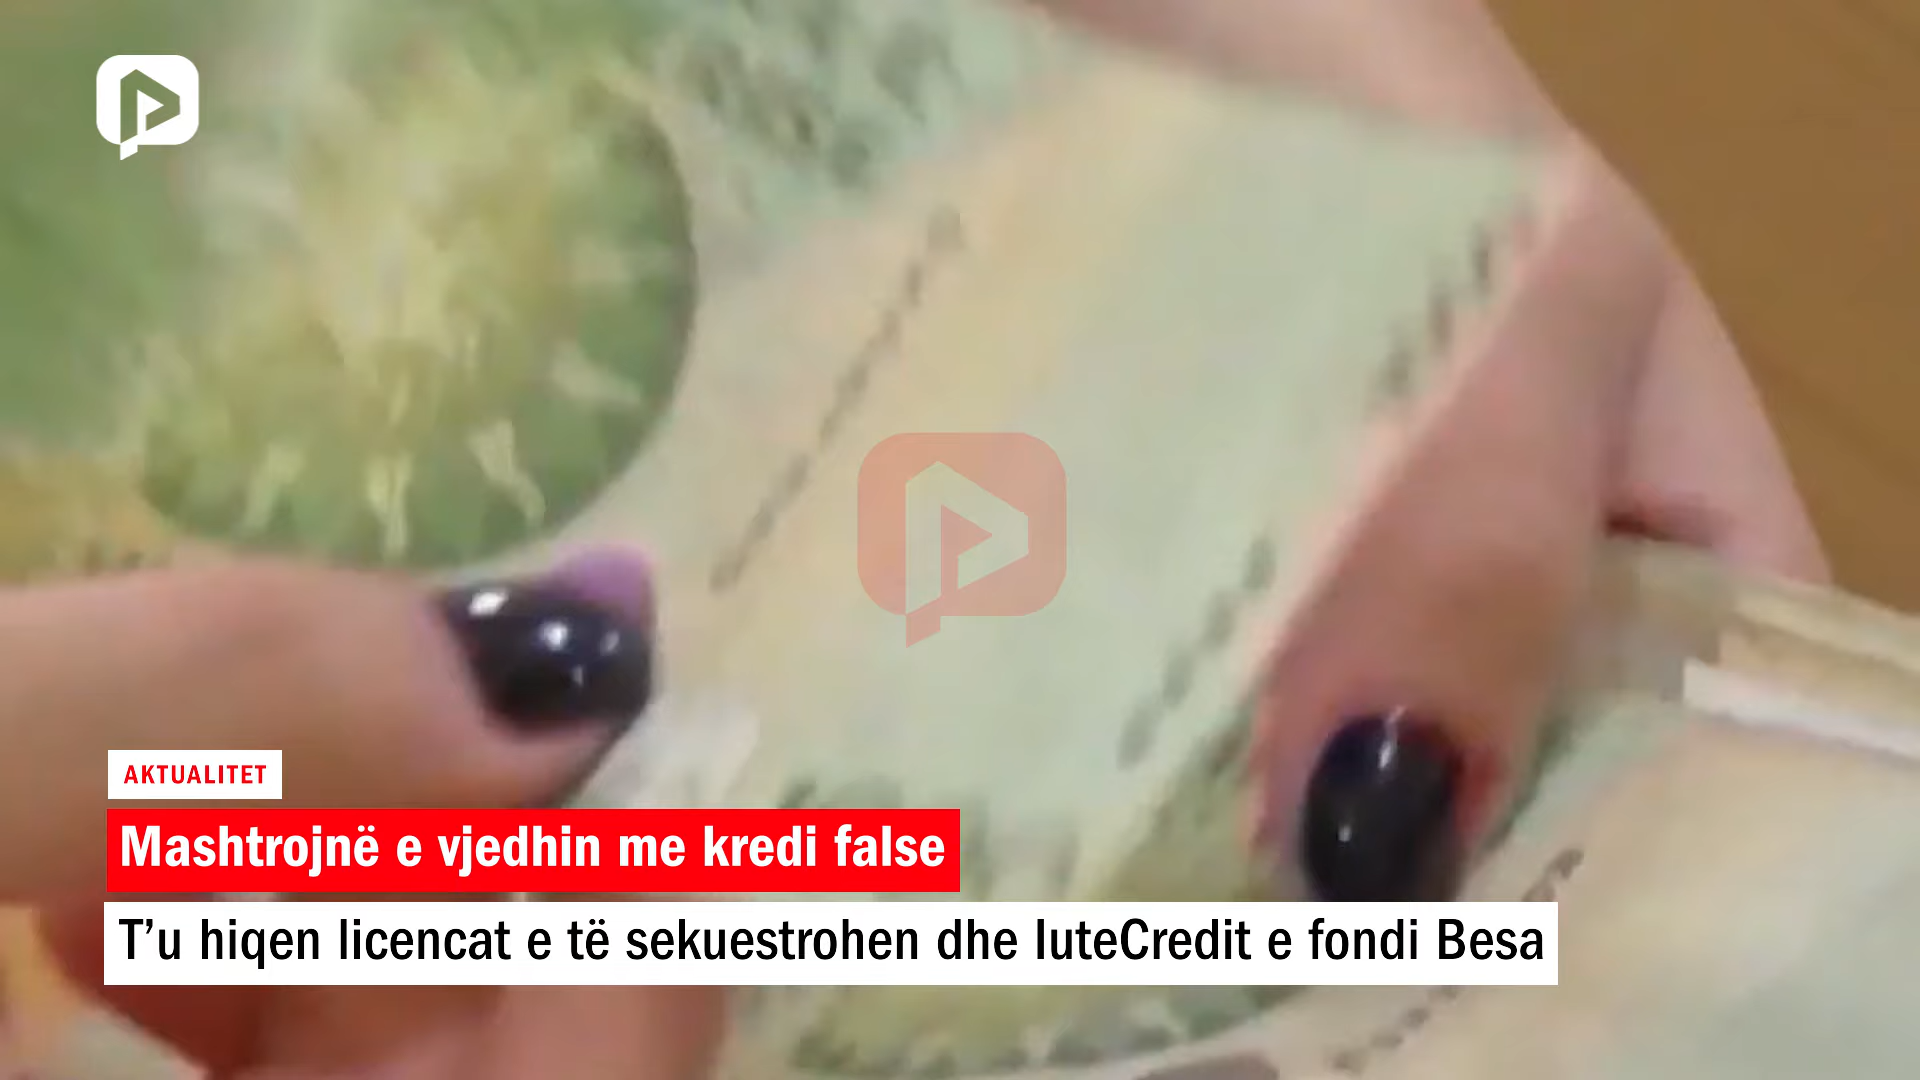 AKTUALITET
Mashtrojnë e vjedhin me kredi false
T’u hiqen licencat e të sekuestrohen dhe IuteCredit e fondi Besa